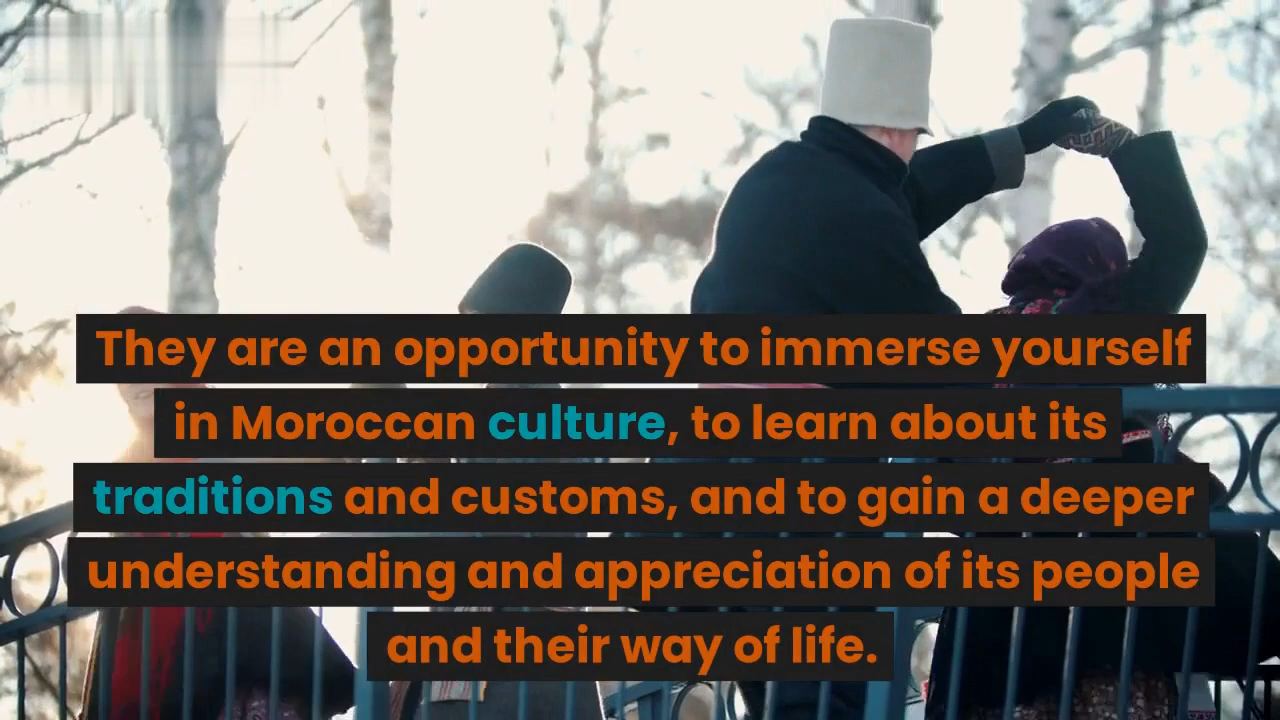 They are an opportunity to immerse yourself
in Moroccan culture, to learn about its
traditions and customs, and to gain a deeper
understanding and appreciation of its people
and their way of life.